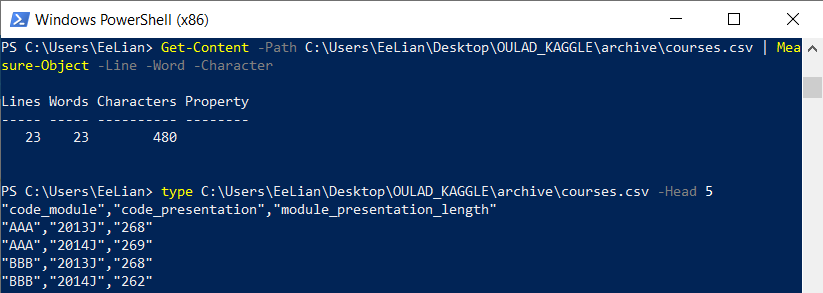 Windows PowerShell (x86)
PS C:\Users\EeLian> Get-Content -Path C:\Users\EeLian\Desktop\OULAD_KAGGLE\archive\courses.csv | Mea
sure-Object -Line -Word -Character
Lines Words Characters Property
----- ----- ---------- --------
   23    23        480
PS C:\Users\EeLian> type C:\Users\EeLian\Desktop\OULAD_KAGGLE\archive\courses.csv -Head 5
"code_module","code_presentation","module_presentation_length"
"AAA","2013J","268"
"AAA","2014J","269"
"BBB","2013J","268"
"BBB","2014J","262"